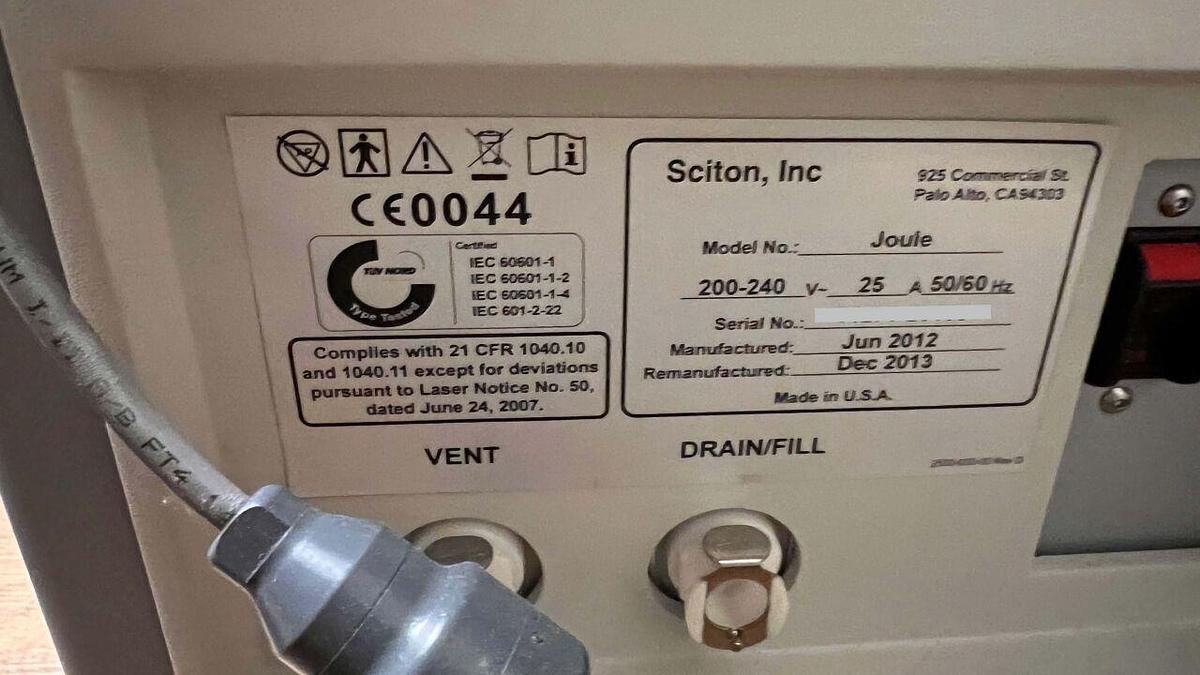 CE0044
TÜV NORD
Type Tested
Certified
IEC 60601-1
IEC 60601-1-2
IEC 60601-1-4
IEC 601-2-22
Complies with 21 CFR 1040.10
and 1040.11 except for deviations
pursuant to Laser Notice No. 50,
dated June 24, 2007.
Sciton, Inc
925 Commercial St.
Palo Alto, CA94303
Model No.: Joule
200-240 V~ 25 A 50/60 Hz
Serial No.:
Manufactured: Jun 2012
Remanufactured: Dec 2013
Made in U.S.A.
VENT
DRAIN/FILL
FT4